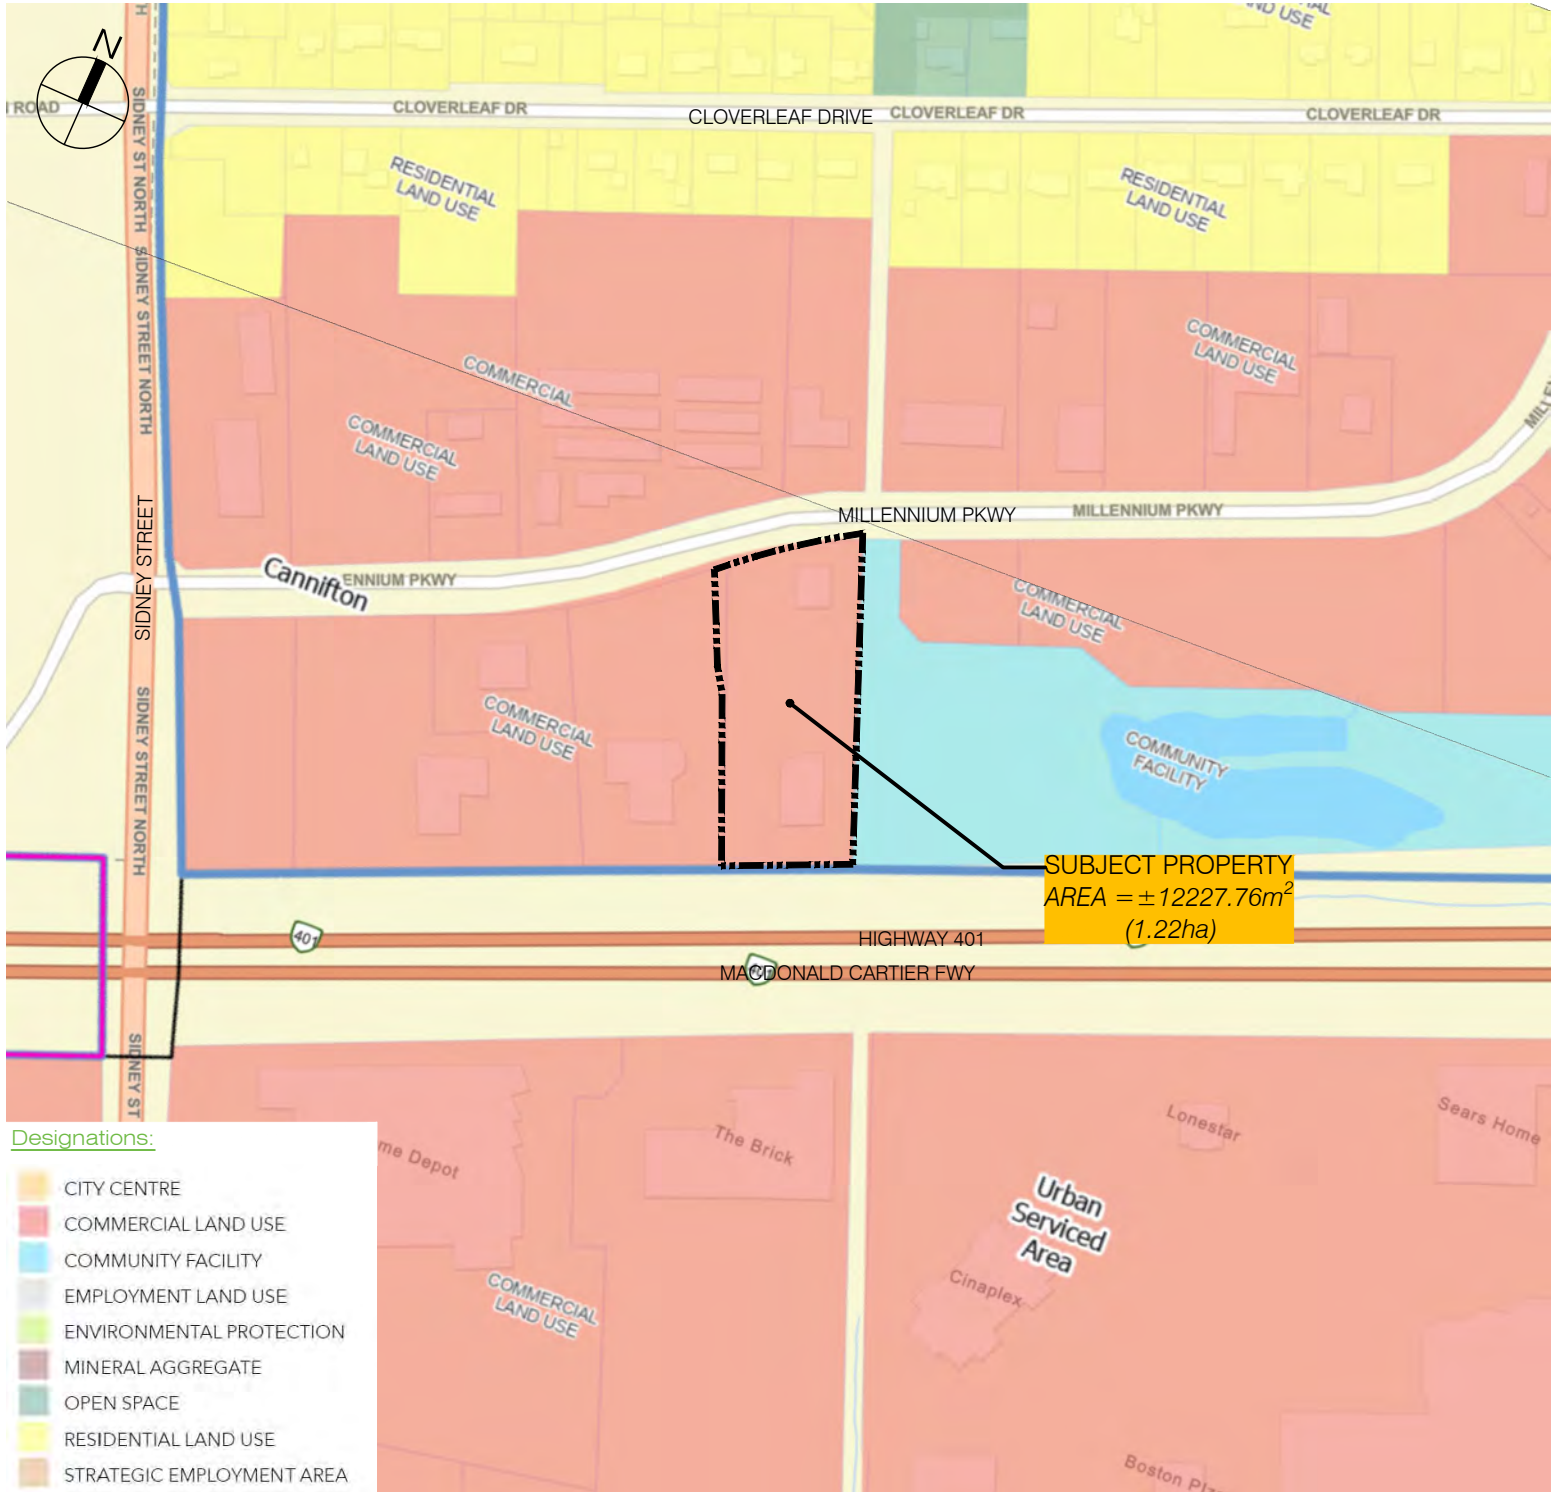 N
H
ND USE
ROAD
CLOVERLEAF DR
CLOVERLEAF DRIVE
CLOVERLEAF DR
CLOVERLEAF DR
SIDNEY ST NORTH
RESIDENTIAL
LAND USE
RESIDENTIAL
LAND USE
SIDNEY STREET NORTH
COMMERCIAL
COMMERCIAL
LAND USE
COMMERCIAL
LAND USE
SIDNEY STREET
MILLENNIUM PKWY
MILLENNIUM PKWY
Cannifton
ENNIUM PKWY
COMMERCIAL
LAND USE
SIDNEY STREET NORTH
COMMERCIAL
LAND USE
COMMUNITY
FACILITY
SUBJECT PROPERTY
AREA =±12227.76m²
(1.22ha)
401
HIGHWAY 401
MACDONALD CARTIER FWY
SIDNEY ST
me Depot
The Brick
Lonestar
Sears Home
Urban
Serviced
Area
Cinaplex
COMMERCIAL
LAND USE
Designations:
CITY CENTRE
COMMERCIAL LAND USE
COMMUNITY FACILITY
EMPLOYMENT LAND USE
ENVIRONMENTAL PROTECTION
MINERAL AGGREGATE
OPEN SPACE
RESIDENTIAL LAND USE
STRATEGIC EMPLOYMENT AREA
Boston